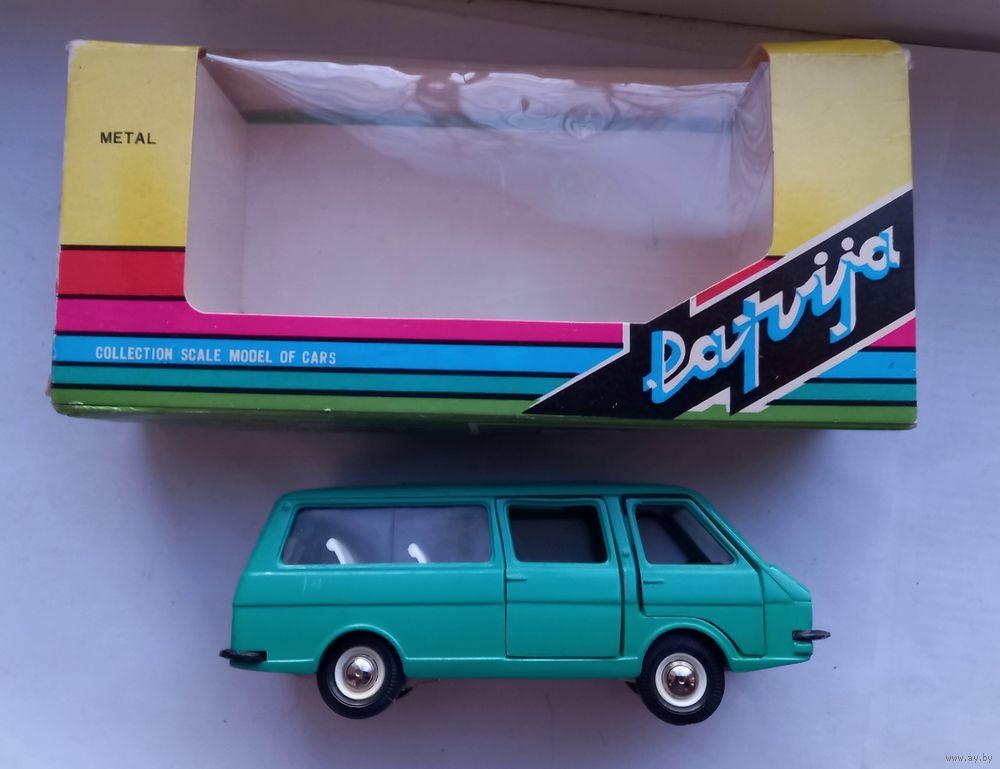 METAL
COLLECTION SCALE MODEL OF CARS
Latvija
www.ay.by